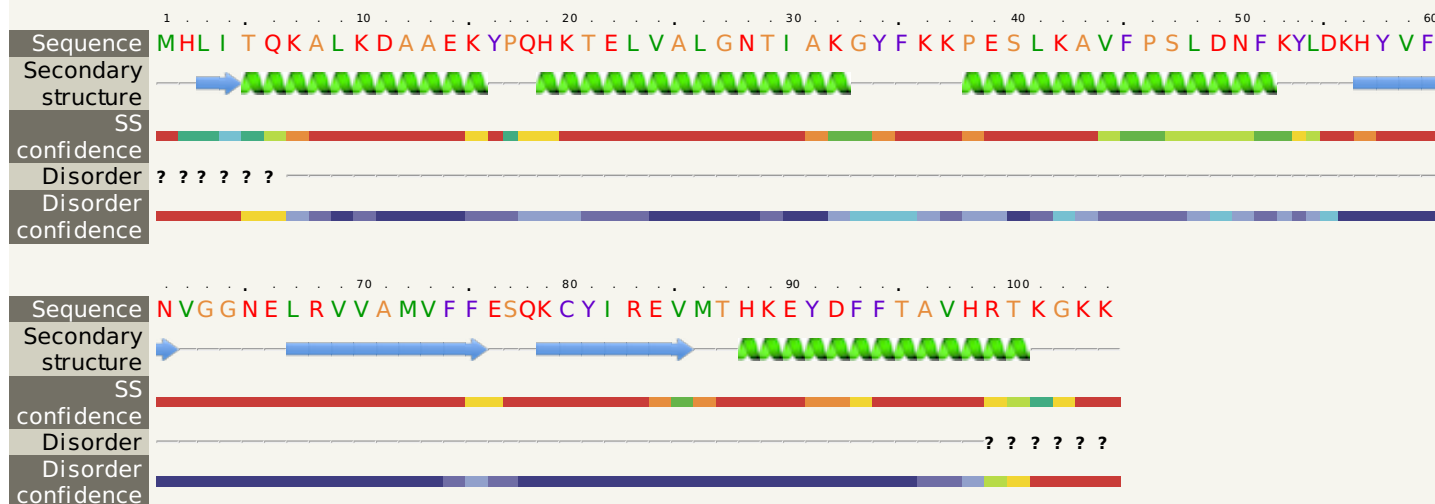 1 . . . . 10 . . . . 20 . . . . 30 . . . . 40 . . . . 50 . . . . 60
Sequence MHLITQKALKDAAEKYPQHKTELVALGNTIAKGYFKKPESLKAVFPSLDNFKYLDKHYVF
Secondary
structure
SS
confidence
Disorder ? ? ? ? ? ?
Disorder
confidence
. . . . 70 . . . . 80 . . . . 90 . . . . 100 . .
Sequence NVGGNELRVVAMVFFESQKCYIREVMTHKEYDFFTAVHRTKGKK
Secondary
structure
SS
confidence
Disorder ? ? ? ? ? ?
Disorder
confidence